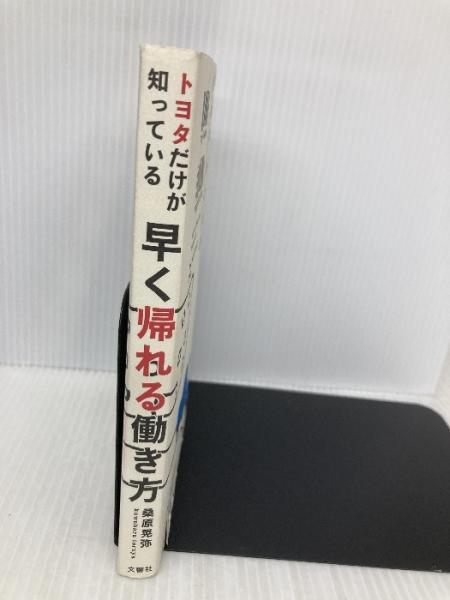 トヨタだけが
知っている
早く帰れる働き方
桑原晃弥
kuwabara teruya
文響社